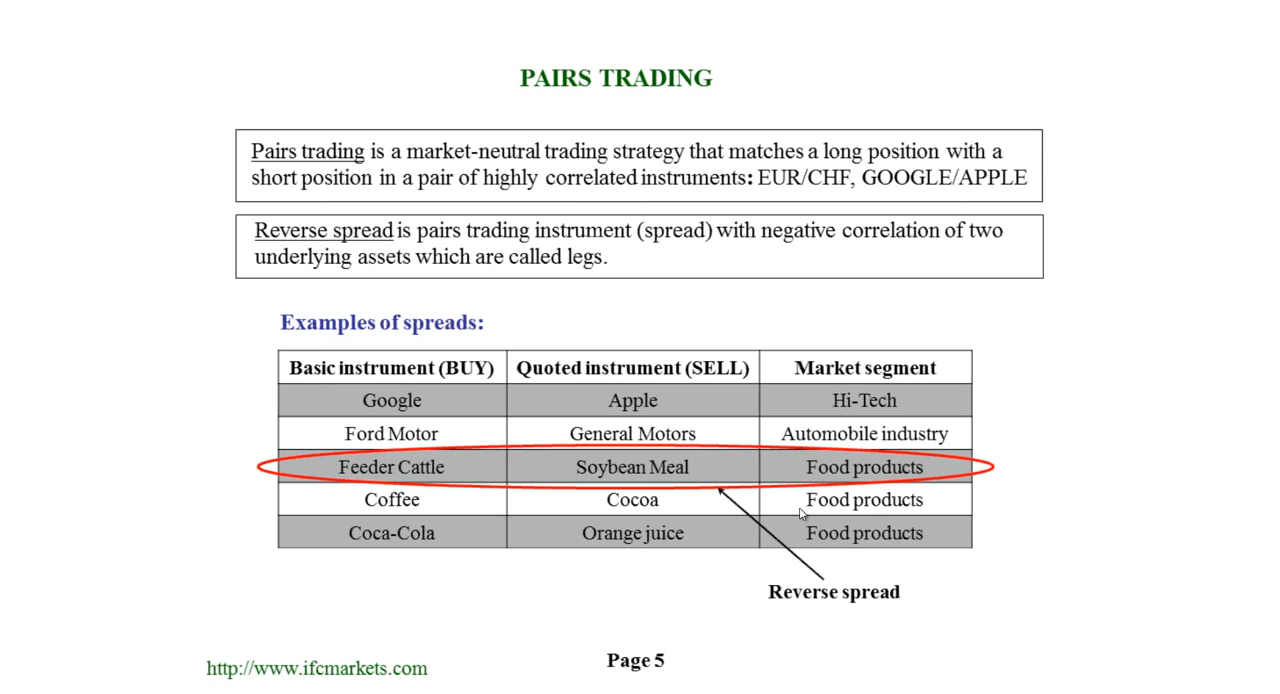 PAIRS TRADING
Pairs trading is a market-neutral trading strategy that matches a long position with a
short position in a pair of highly correlated instruments: EUR/CHF, GOOGLE/APPLE
Reverse spread is pairs trading instrument (spread) with negative correlation of two
underlying assets which are called legs.
Examples of spreads:
Basic instrument (BUY) Quoted instrument (SELL) Market segment
Google Apple Hi-Tech
Ford Motor General Motors Automobile industry
Feeder Cattle Soybean Meal Food products
Coffee Cocoa Food products
Coca-Cola Orange juice Food products
Reverse spread
http://www.ifcmarkets.com Page 5